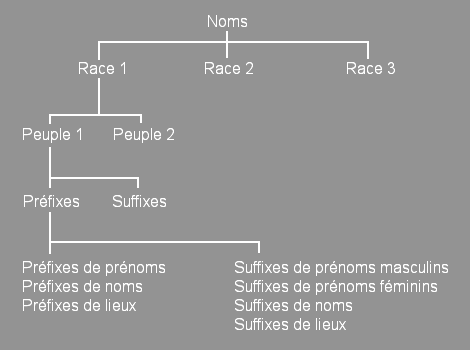 Noms
Race 1 Race 2 Race 3
Peuple 1 Peuple 2
Préfixes Suffixes
Préfixes de prénoms Suffixes de prénoms masculins
Préfixes de noms Suffixes de prénoms féminins
Préfixes de lieux Suffixes de noms
Suffixes de lieux